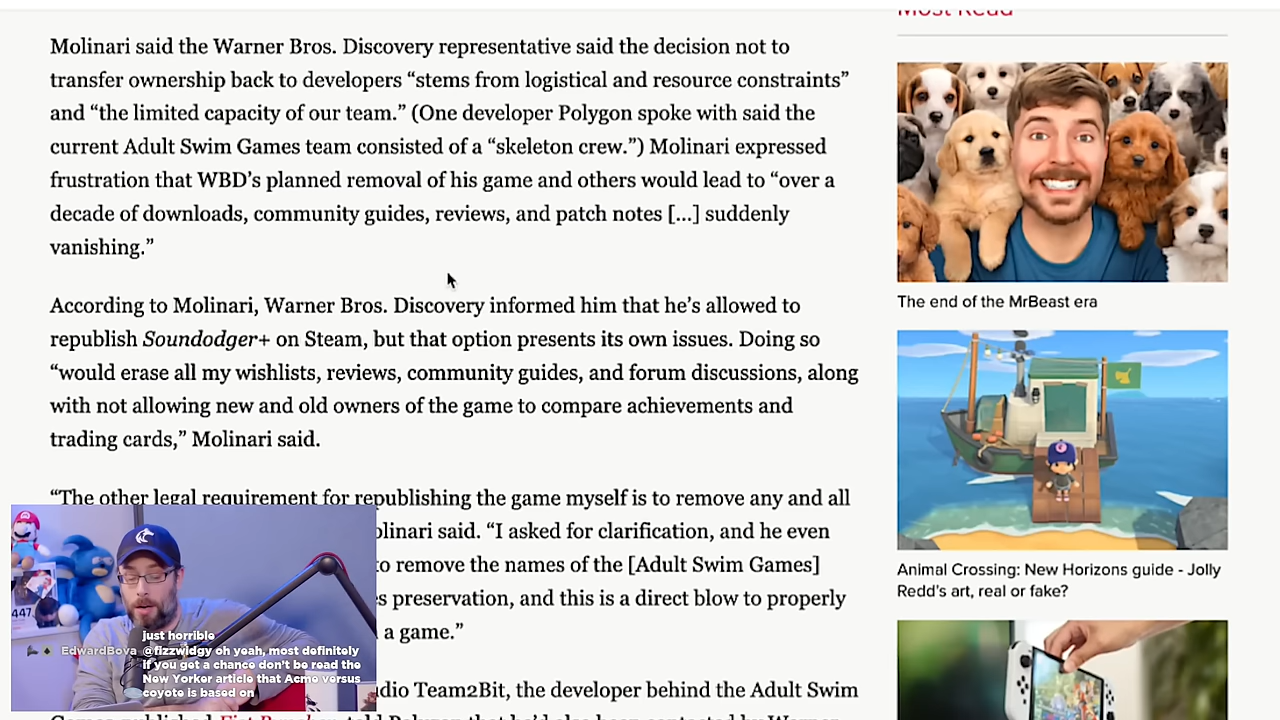 Most Read
Molinari said the Warner Bros. Discovery representative said the decision not to
transfer ownership back to developers “stems from logistical and resource constraints”
and “the limited capacity of our team.” (One developer Polygon spoke with said the
current Adult Swim Games team consisted of a “skeleton crew.”) Molinari expressed
frustration that WBD’s planned removal of his game and others would lead to “over a
decade of downloads, community guides, reviews, and patch notes [...] suddenly
vanishing.”
According to Molinari, Warner Bros. Discovery informed him that he’s allowed to
republish Soundodger+ on Steam, but that option presents its own issues. Doing so
“would erase all my wishlists, reviews, community guides, and forum discussions, along
with not allowing new and old owners of the game to compare achievements and
trading cards,” Molinari said.
“The other legal requirement for republishing the game myself is to remove any and all
olinari said. “I asked for clarification, and he even
to remove the names of the [Adult Swim Games]
s preservation, and this is a direct blow to properly
a game.”
dio Team2Bit, the developer behind the Adult Swim
The end of the MrBeast era
Animal Crossing: New Horizons guide - Jolly
Redd’s art, real or fake?
447
just horrible
EdwardBova @fizzwidgy oh yeah, most definitely
If you get a chance don’t be read the
New Yorker article that Acme versus
coyote is based on